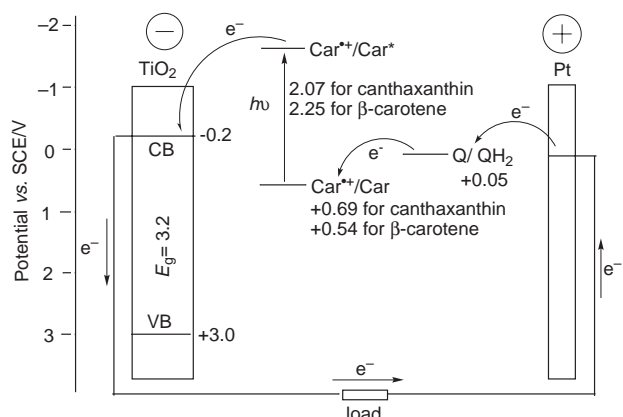 Potential vs. SCE/V
−2
−1
0
1
2
3
−
TiO₂
-0.2
CB
E_g= 3.2
VB
+3.0
e⁻
e⁻
hυ
Car•⁺/Car*
2.07 for canthaxanthin
2.25 for β-carotene
Car•⁺/Car
+0.69 for canthaxanthin
+0.54 for β-carotene
e-
Q/ QH₂
+0.05
e⁻
+
Pt
e⁻
e⁻
load